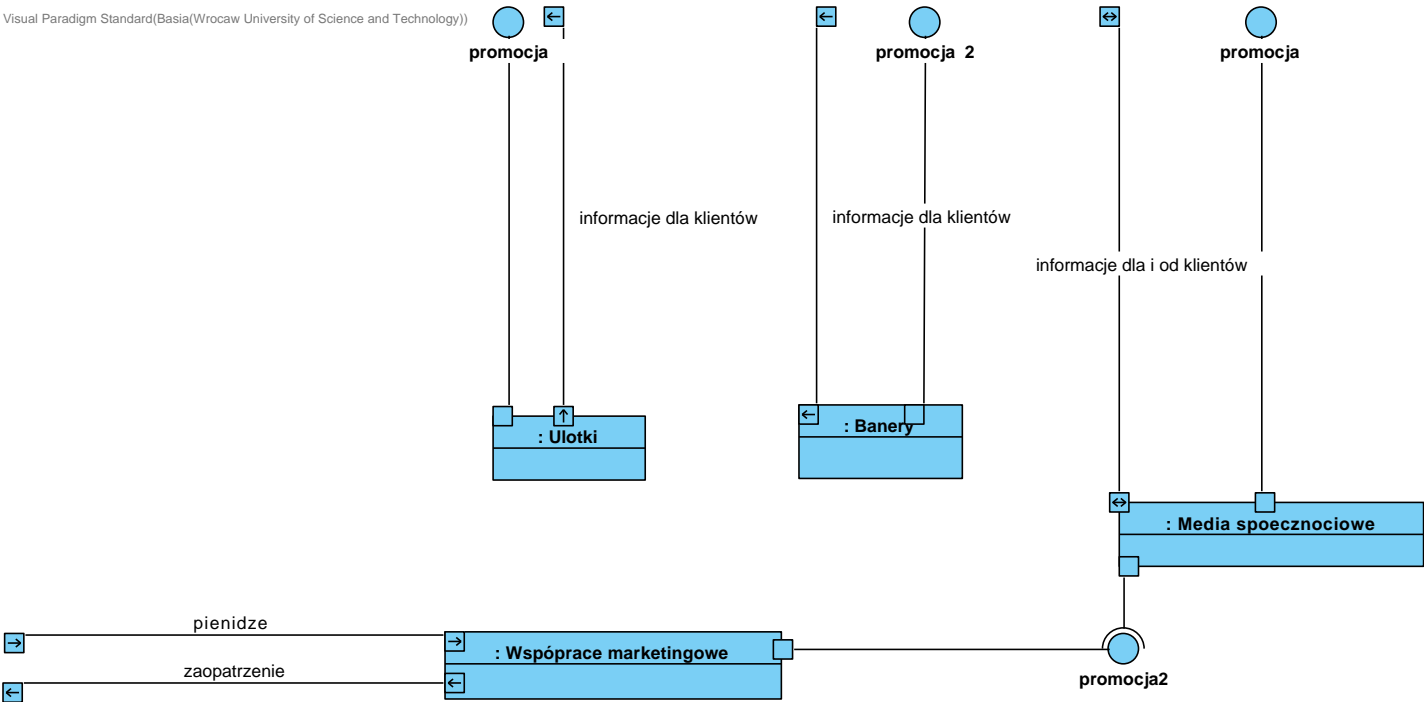 Visual Paradigm Standard(Basia(Wrocaw University of Science and Technology))
promocja
promocja 2
promocja
informacje dla klientów
informacje dla klientów
informacje dla i od klientów
: Ulotki
: Banery
: Media spoecznociowe
pienidze
: Wspóprace marketingowe
zaopatrzenie
promocja2